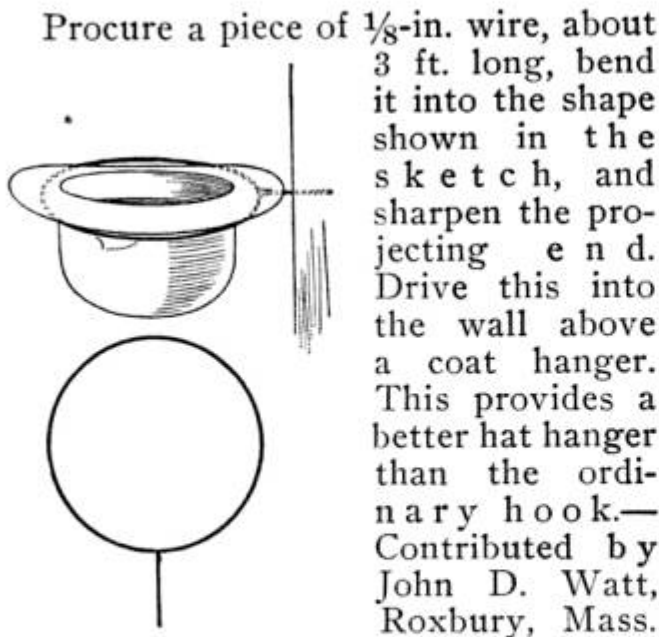 Procure a piece of ⅛-in. wire, about
3 ft. long, bend
it into the shape
shown in the
sketch, and
sharpen the pro-
jecting end.
Drive this into
the wall above
a coat hanger.
This provides a
better hat hanger
than the ordi-
nary hook.—
Contributed by
John D. Watt,
Roxbury, Mass.